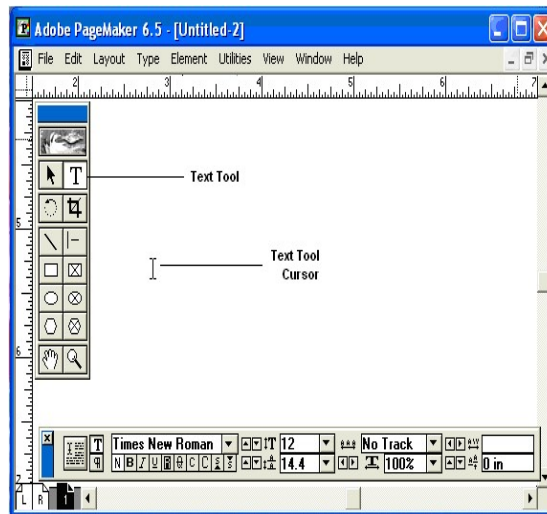 Adobe PageMaker 6.5 - [Untitled-2]
File Edit Layout Type Element Utilities View Window Help
2 3 4 5 6 7
T Text Tool
5
Text Tool
Cursor
6
T Times New Roman 12 No Track
N B I U R C C S S 14.4 100% 0 in
L R 1